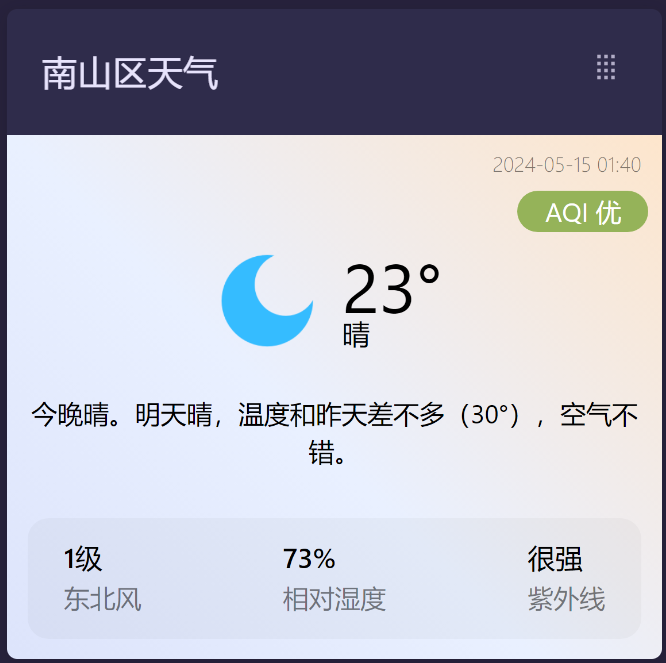 南山区天气
2024-05-15 01:40
AQI 优
23°
晴
今晚晴。明天晴，温度和昨天差不多（30°），空气不
错。
1级 73% 很强
东北风 相对湿度 紫外线